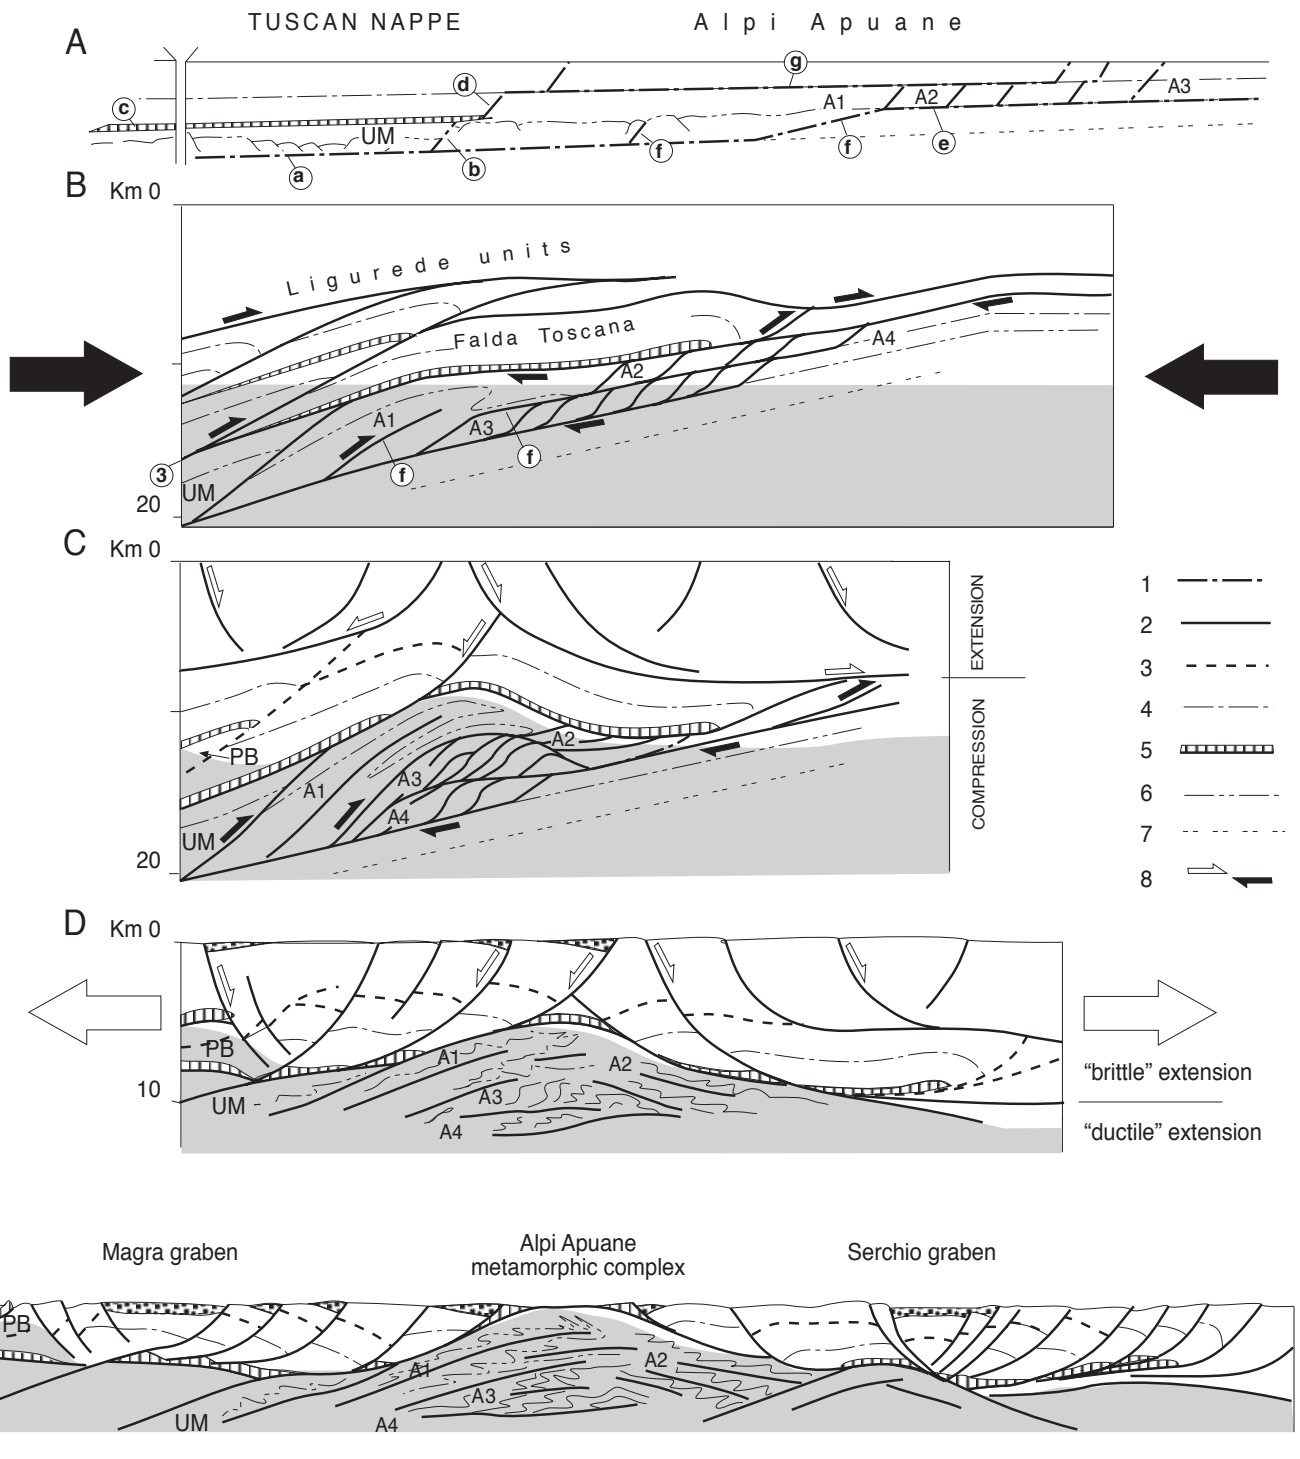 TUSCAN NAPPE
Alpi Apuane
A
g
d
c
A1
A2
A3
UM
f
f
e
b
a
B
Km 0
Ligurede units
Falda Toscana
A4
A2
A1
A3
f
f
3
UM
20
C
Km 0
EXTENSION
COMPRESSION
PB
A2
A3
A1
A4
UM
20
1
2
3
4
5
6
7
8
D
Km 0
PB
A1
A2
A3
A4
UM
10
“brittle” extension
“ductile” extension
Magra graben
Alpi Apuane
metamorphic complex
Serchio graben
PB
A1
A2
A3
A4
UM